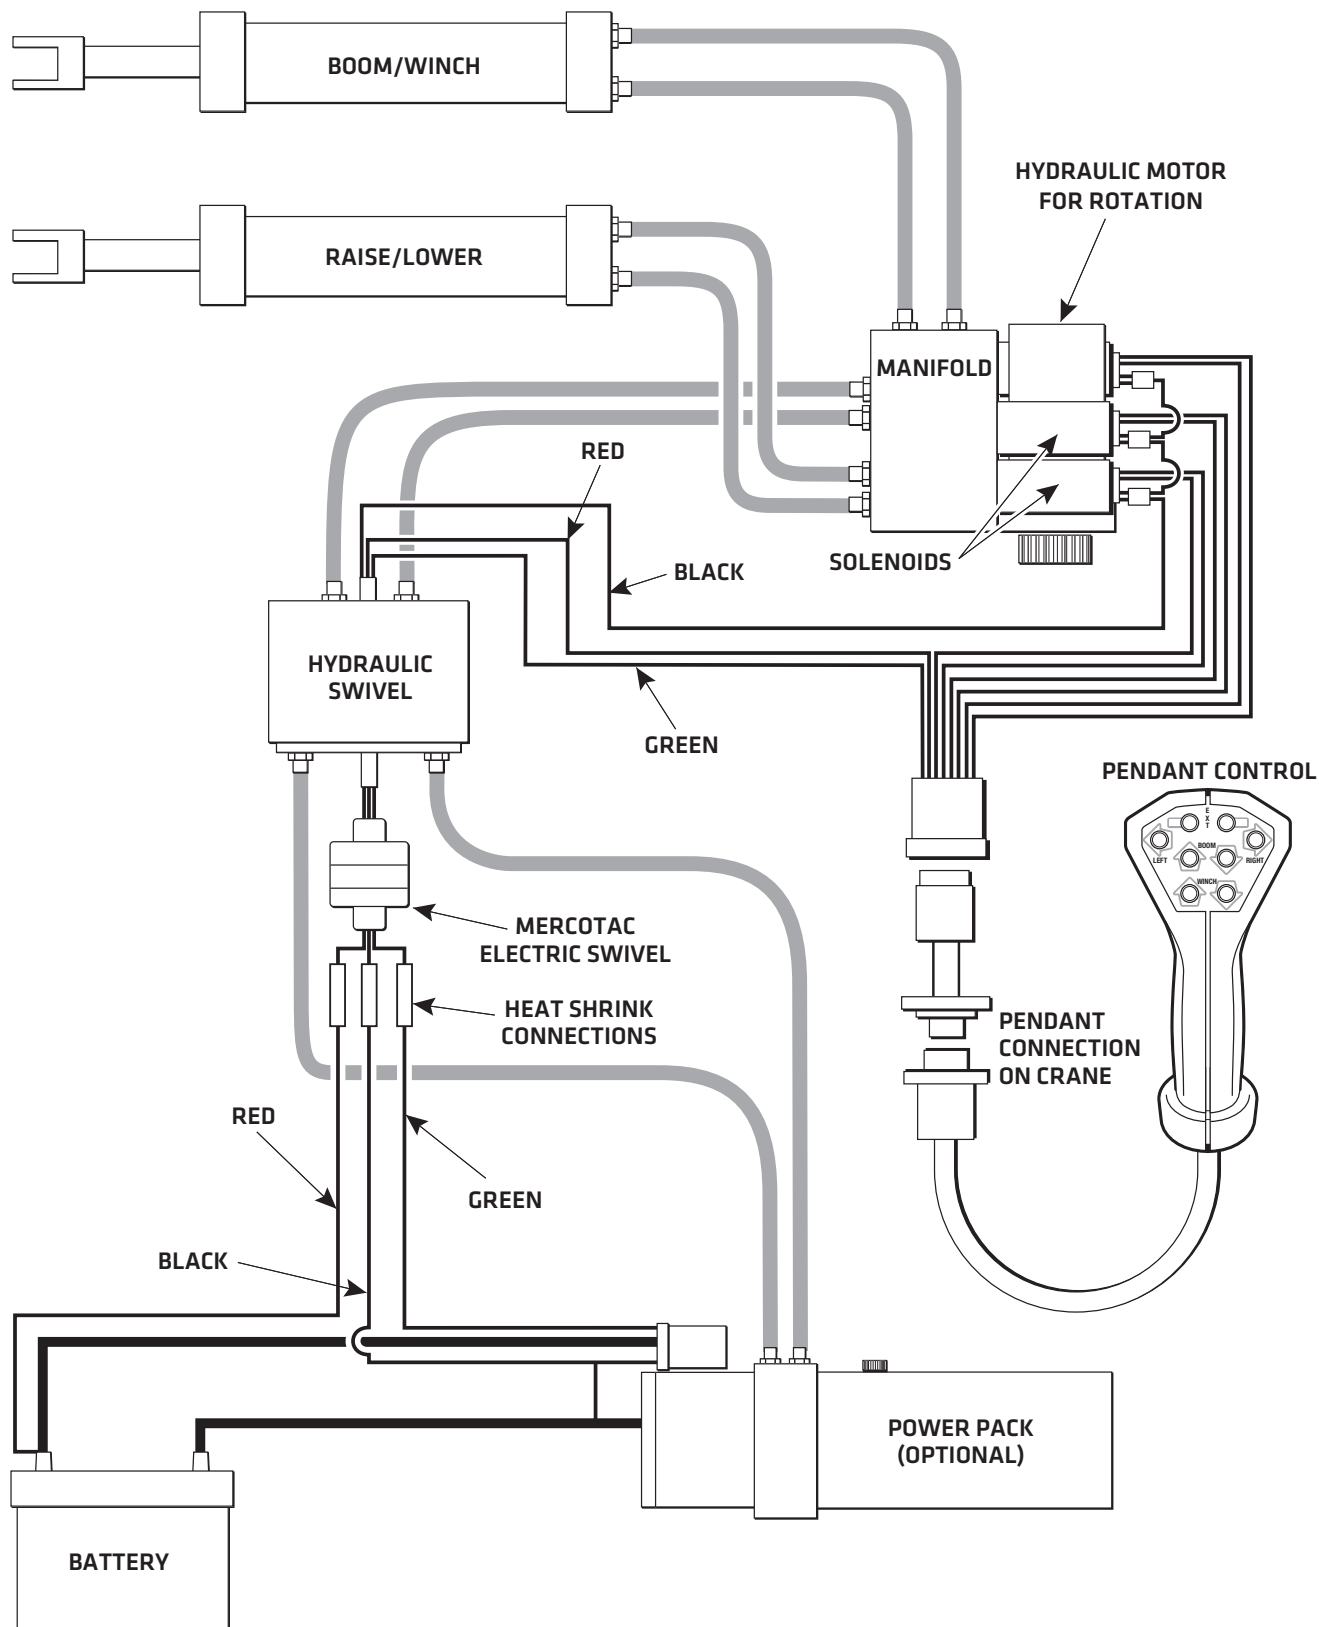 BOOM/WINCH
HYDRAULIC MOTOR
FOR ROTATION
RAISE/LOWER
MANIFOLD
RED
SOLENOIDS
BLACK
HYDRAULIC
SWIVEL
GREEN
PENDANT CONTROL
E
X
T
BOOM
LEFT
RIGHT
WINCH
MERCOTAC
ELECTRIC SWIVEL
HEAT SHRINK
CONNECTIONS
PENDANT
CONNECTION
ON CRANE
RED
GREEN
BLACK
POWER PACK
(OPTIONAL)
BATTERY